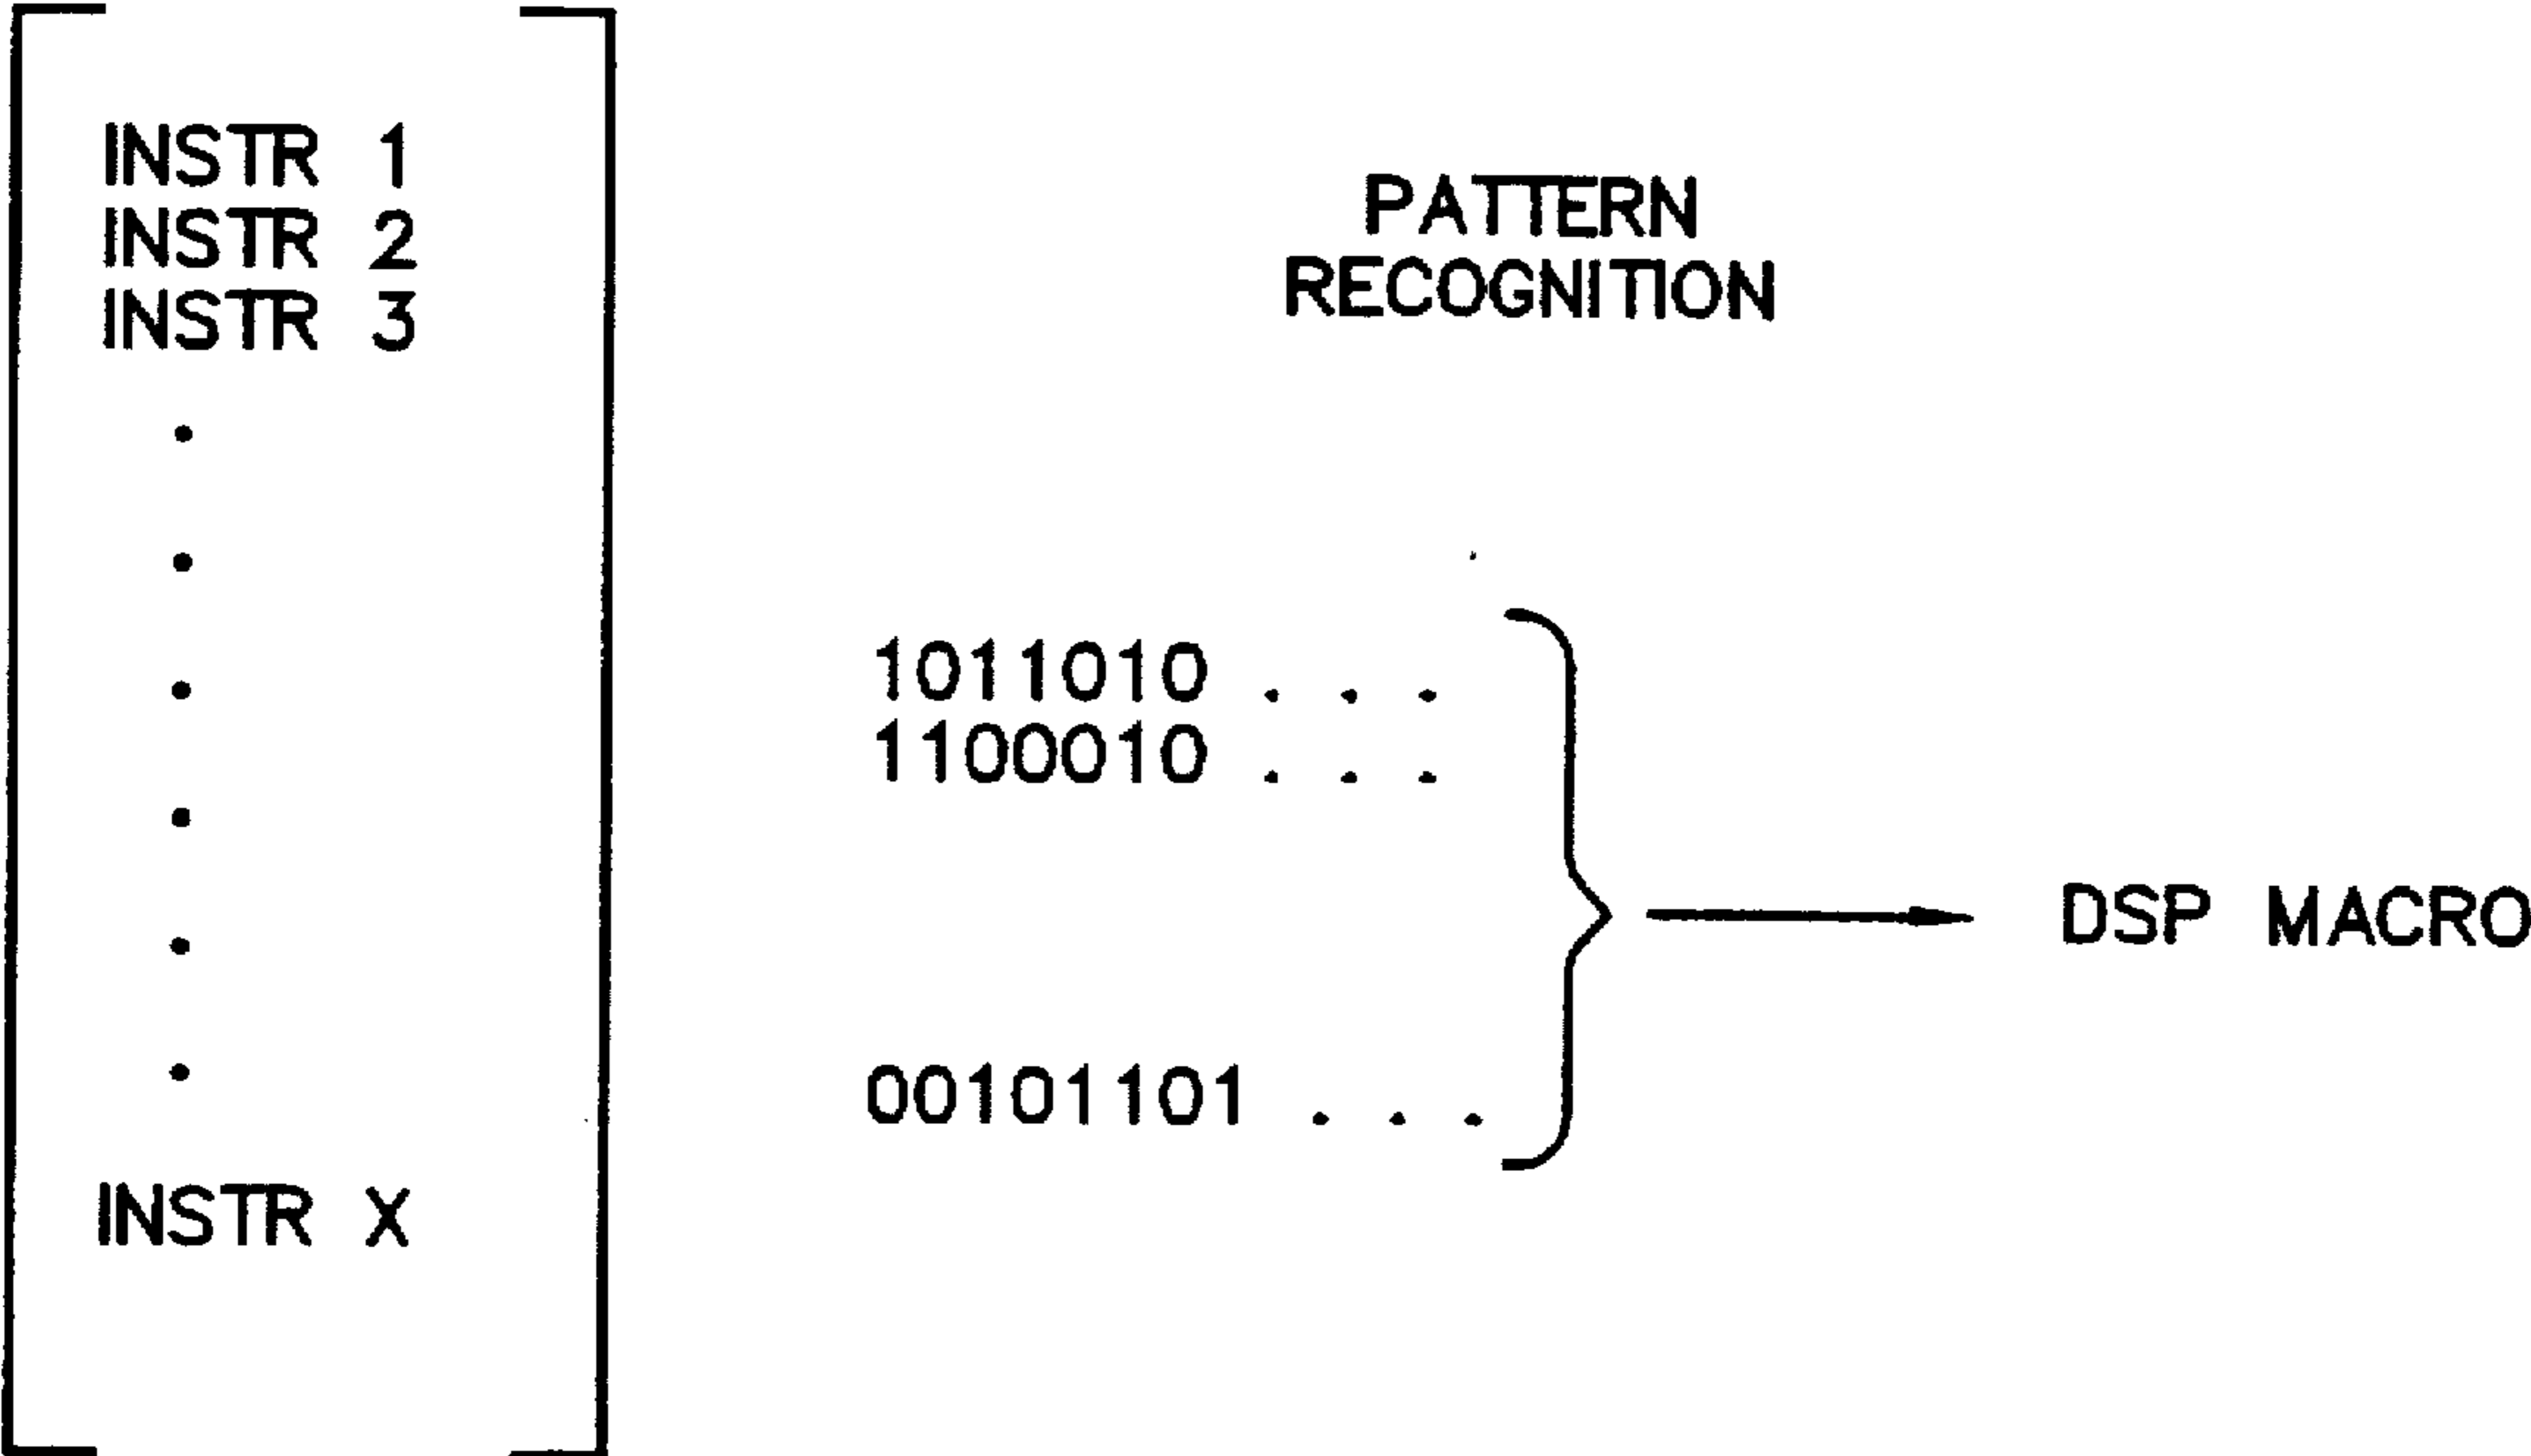 INSTR 1
INSTR 2
INSTR 3
.
.
.
.
.
.
INSTR X
PATTERN
RECOGNITION
1011010 . . .
1100010 . . .
00101101 . . .
DSP MACRO